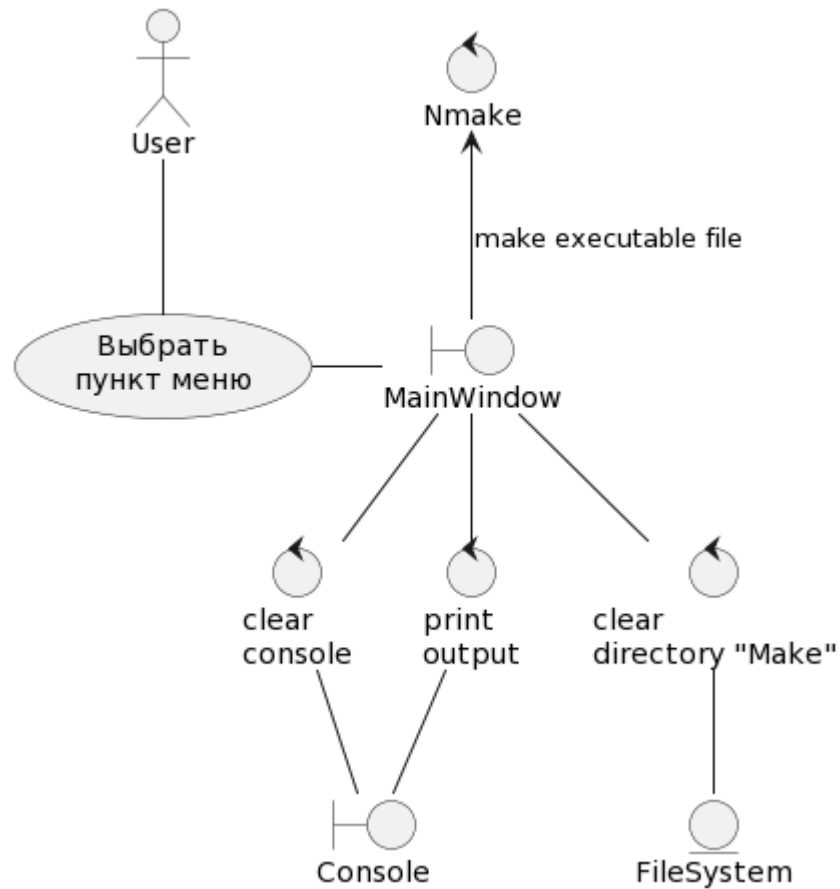 User
Nmake
make executable file
Выбрать
пункт меню
MainWindow
clear
console
print
output
clear
directory "Make"
Console
FileSystem